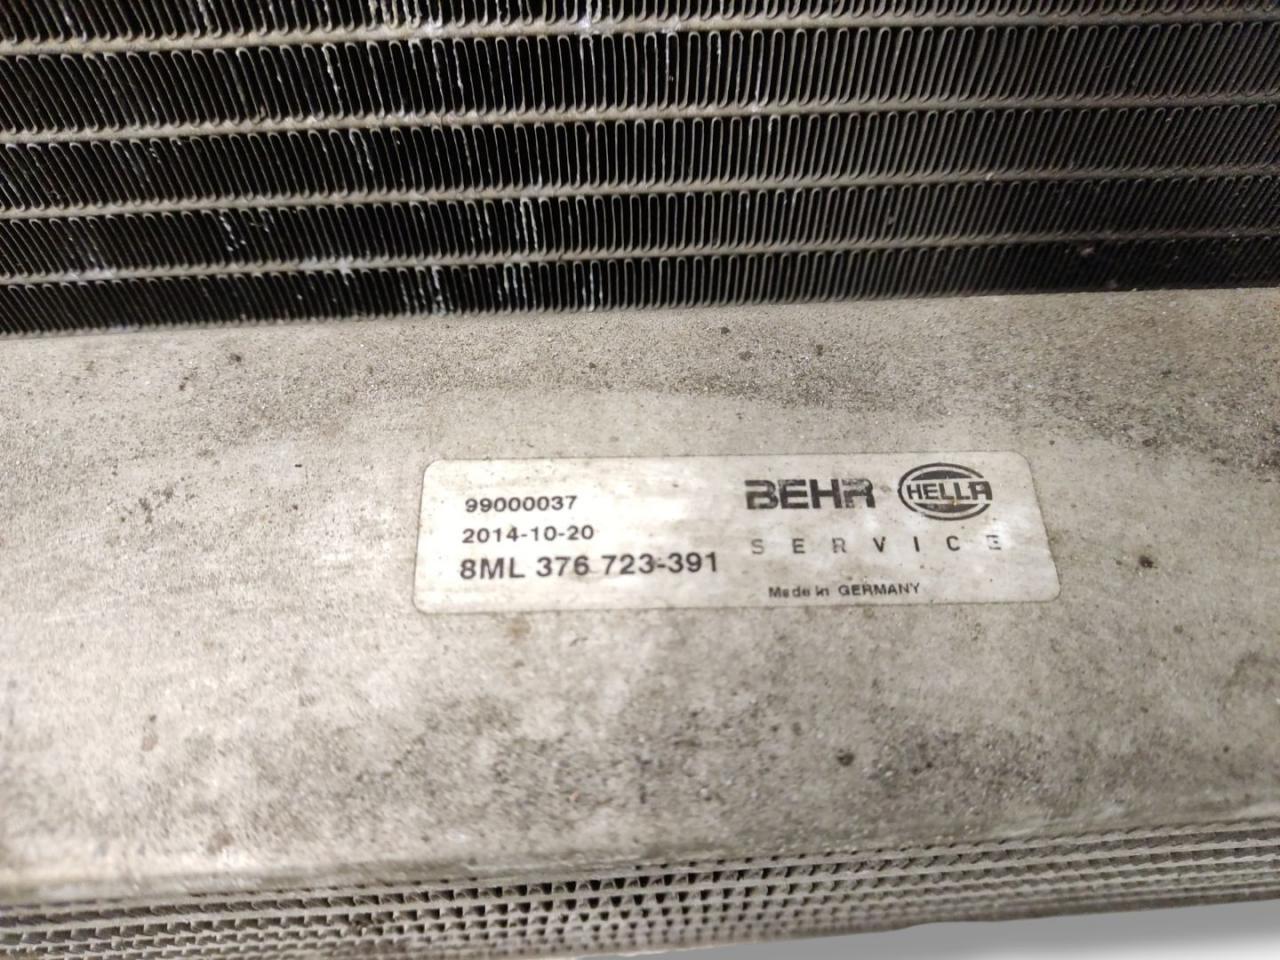 99000037
2014-10-20
8ML 376 723-391
BEHR HELLA
SERVICE
Made in GERMANY